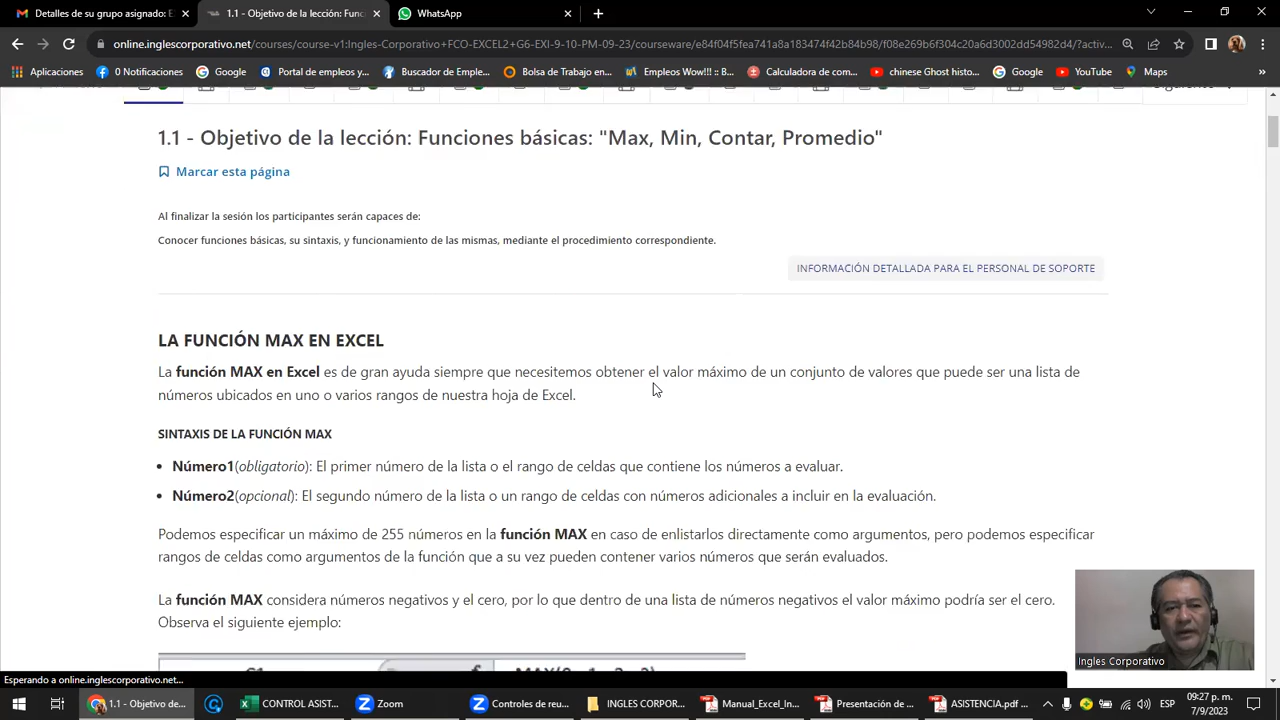 Detalles de su grupo asignado: E
1.1 - Objetivo de la lección: Funci
WhatsApp
online.inglescorporativo.net/courses/course-v1:Ingles-Corporativo+FCO-EXCEL2+G6-EXI-9-10-PM-09-23/courseware/e84f04f5fea741a8a183474f42b84b98/f08e269b6f304c20a6d3002dd54982d4/?activ...
Aplicaciones
0 Notificaciones
Google
Portal de empleos y...
Buscador de Empleo...
Bolsa de Trabajo en...
Empleos Wow!!! :: B...
Calculadora de com...
chinese Ghost histo...
Google
YouTube
Maps
»
1.1 - Objetivo de la lección: Funciones básicas: "Max, Min, Contar, Promedio"
Marcar esta página
Al finalizar la sesión los participantes serán capaces de:
Conocer funciones básicas, su sintaxis, y funcionamiento de las mismas, mediante el procedimiento correspondiente.
INFORMACIÓN DETALLADA PARA EL PERSONAL DE SOPORTE
LA FUNCIÓN MAX EN EXCEL
La función MAX en Excel es de gran ayuda siempre que necesitemos obtener el valor máximo de un conjunto de valores que puede ser una lista de
números ubicados en uno o varios rangos de nuestra hoja de Excel.
SINTAXIS DE LA FUNCIÓN MAX
• Número1(obligatorio): El primer número de la lista o el rango de celdas que contiene los números a evaluar.
• Número2(opcional): El segundo número de la lista o un rango de celdas con números adicionales a incluir en la evaluación.
Podemos especificar un máximo de 255 números en la función MAX en caso de enlistarlos directamente como argumentos, pero podemos especificar
rangos de celdas como argumentos de la función que a su vez pueden contener varios números que serán evaluados.
La función MAX considera números negativos y el cero, por lo que dentro de una lista de números negativos el valor máximo podría ser el cero.
Observa el siguiente ejemplo:
Ingles Corporativo
Esperando a online.inglescorporativo.net...
1.1 - Objetivo de...
CONTROL ASIST...
Zoom
Controles de reu...
INGLES CORPOR...
Manual_Excel_In...
Presentación de ...
ASISTENCIA.pdf ...
ESP
09:27 p. m.
7/9/2023